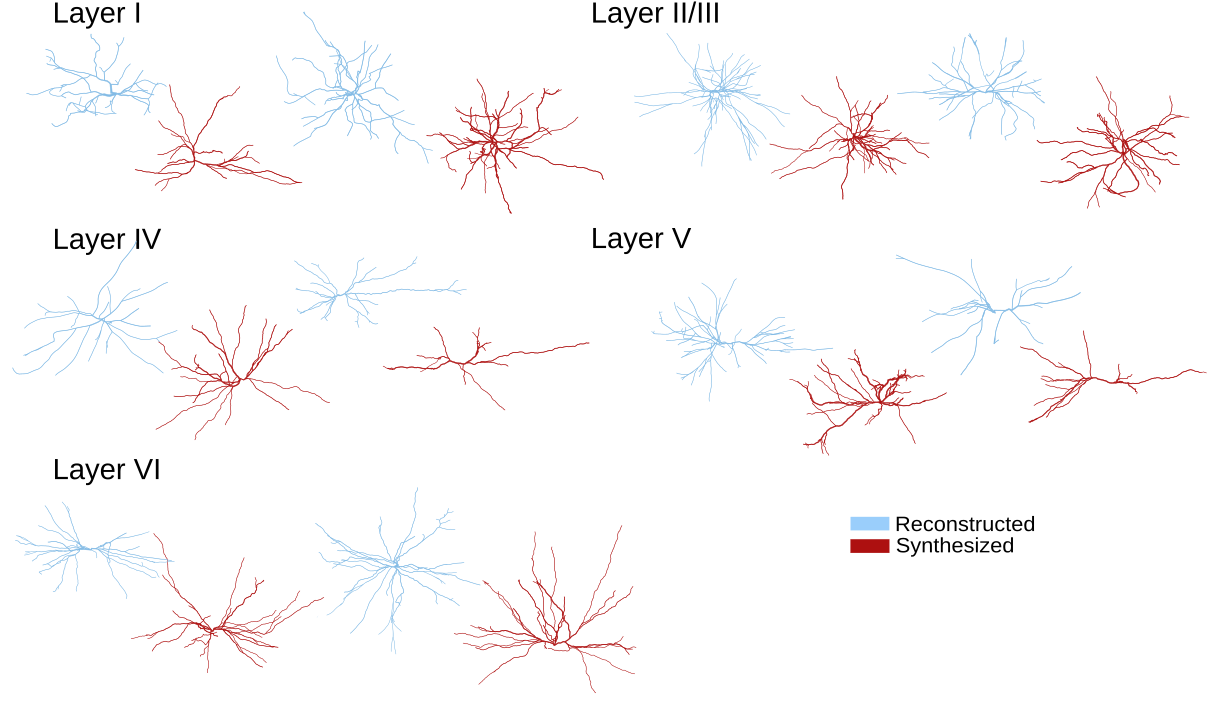 Layer I
Layer II/III
Layer IV
Layer V
Layer VI
Reconstructed
Synthesized